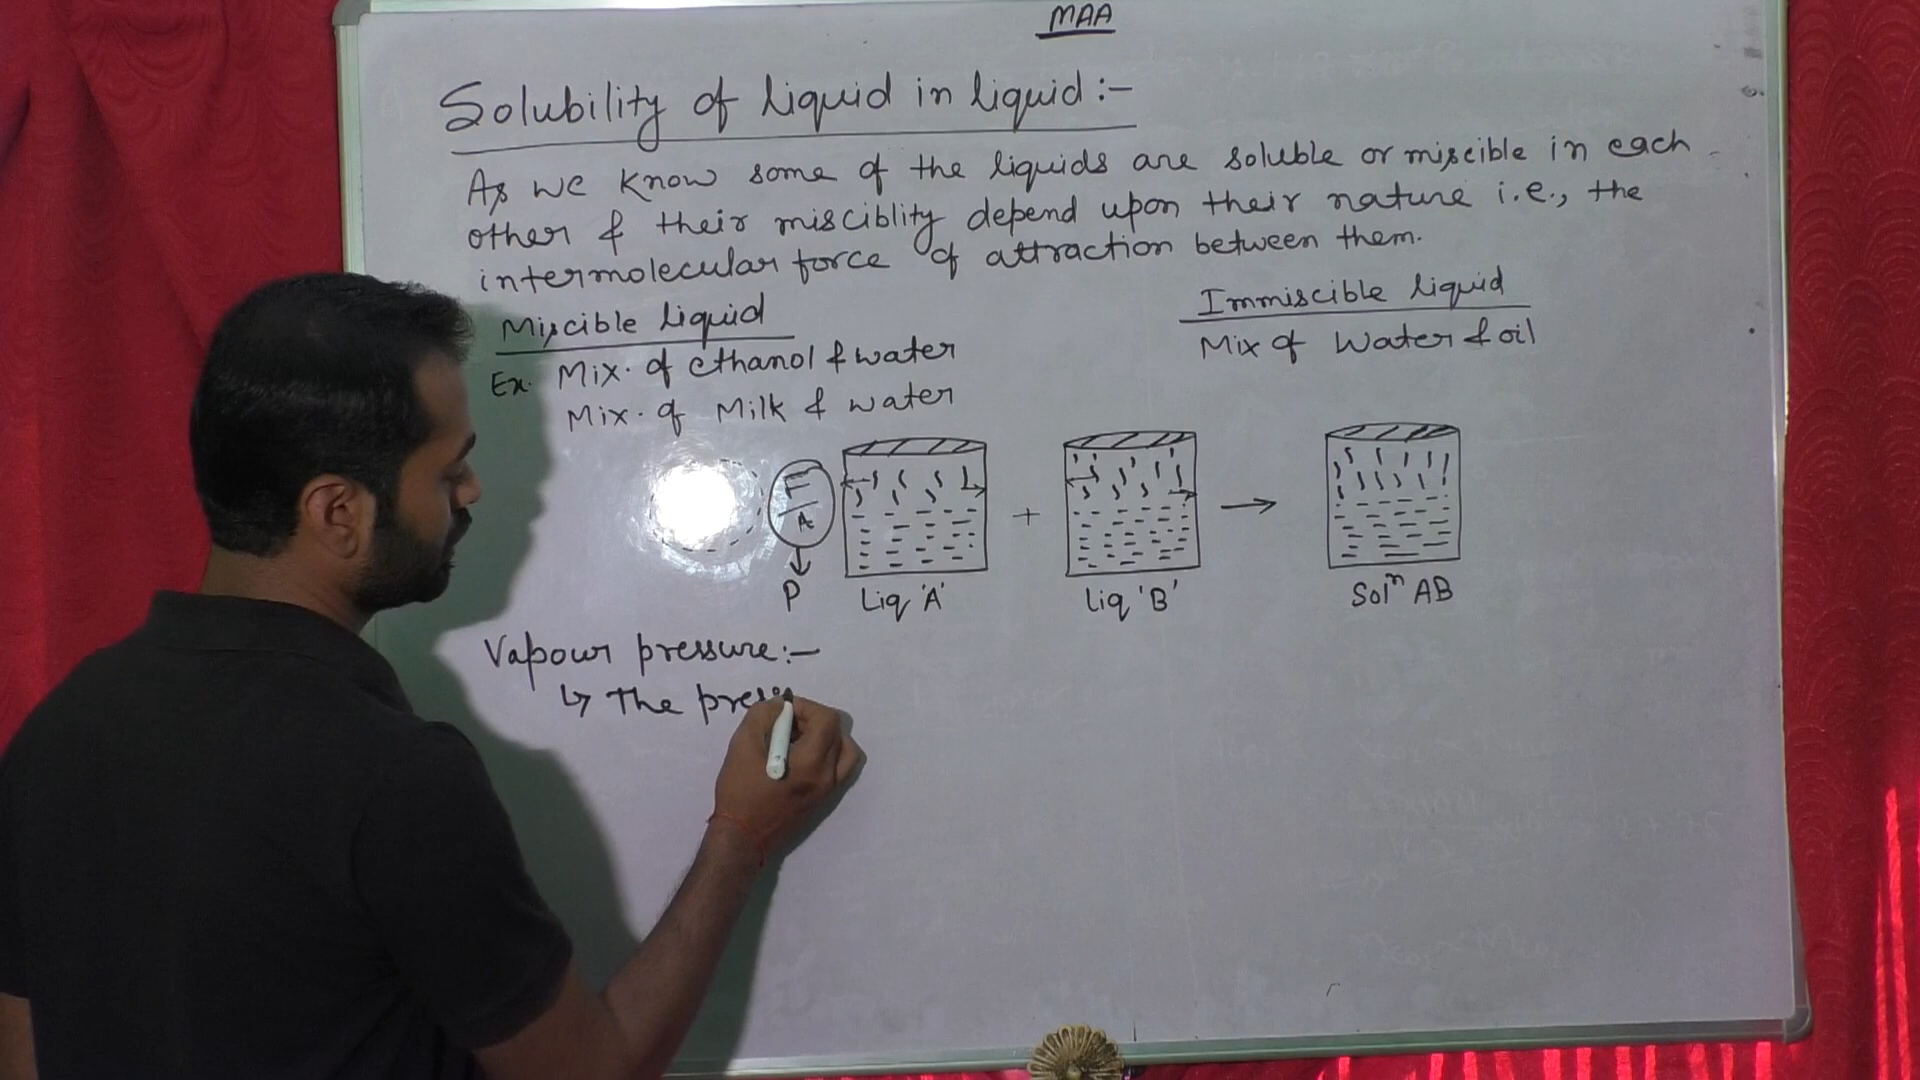 MAA
Solubility of liquid in liquid :-
As we know some of the liquids are soluble or miscible in each
other & their misciblity depend upon their nature i.e., the
intermolecular force of attraction between them.
Miscible liquid
Immiscible liquid
Ex. Mix. of ethanol & water
Mix of Water & oil
Mix. of Milk & water
F
A
P
+ →
Liq 'A'
Liq 'B'
Solⁿ AB
Vapour pressure:-
↳ The press